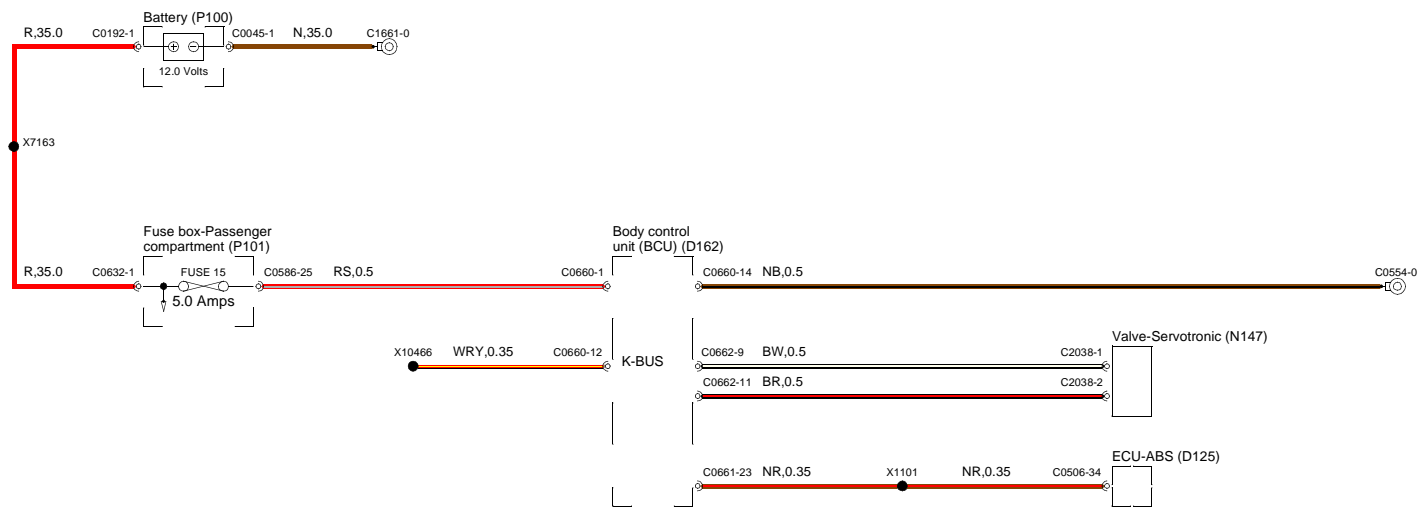 Battery (P100)
R,35.0
C0192-1
C0045-1
N,35.0
C1661-0
12.0 Volts
X7163
Fuse box-Passenger
compartment (P101)
Body control
unit (BCU) (D162)
R,35.0
C0632-1
FUSE 15
C0586-25
RS,0.5
C0660-1
C0660-14
NB,0.5
C0554-0
5.0 Amps
Valve-Servotronic (N147)
X10466
WRY,0.35
C0660-12
K-BUS
C0662-9
BW,0.5
C2038-1
C0662-11
BR,0.5
C2038-2
ECU-ABS (D125)
C0661-23
NR,0.35
X1101
NR,0.35
C0506-34